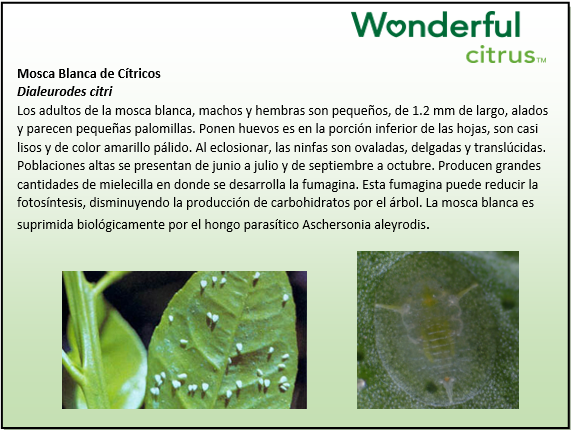 Wonderful
citrus™
Mosca Blanca de Cítricos
Dialeurodes citri
Los adultos de la mosca blanca, machos y hembras son pequeños, de 1.2 mm de largo, alados
y parecen pequeñas palomillas. Ponen huevos es en la porción inferior de las hojas, son casi
lisos y de color amarillo pálido. Al eclosionar, las ninfas son ovaladas, delgadas y translúcidas.
Poblaciones altas se presentan de junio a julio y de septiembre a octubre. Producen grandes
cantidades de mielecilla en donde se desarrolla la fumagina. Esta fumagina puede reducir la
fotosíntesis, disminuyendo la producción de carbohidratos por el árbol. La mosca blanca es
suprimida biológicamente por el hongo parasítico Aschersonia aleyrodis.